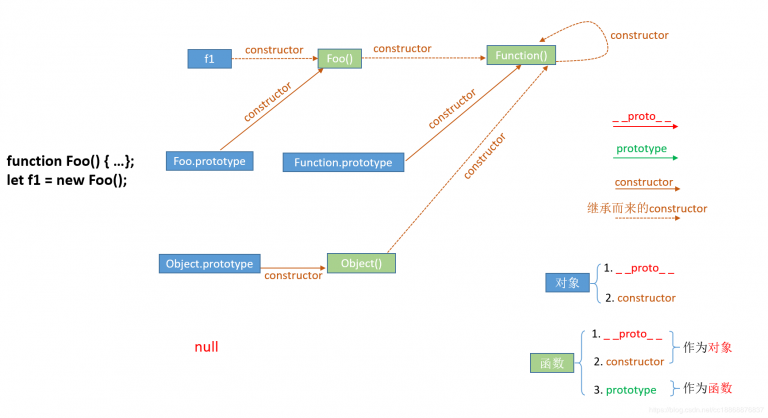 constructor
constructor
constructor
f1
Foo()
Function()
constructor
constructor
_ _proto_ _
prototype
function Foo() { ...};
let f1 = new Foo();
Foo.prototype
Function.prototype
constructor
constructor
继承而来的constructor
Object.prototype
constructor
Object()
对象
1. _ _proto_ _
2. constructor
null
函数
1. _ _proto_ _
2. constructor
3. prototype
作为对象
作为函数